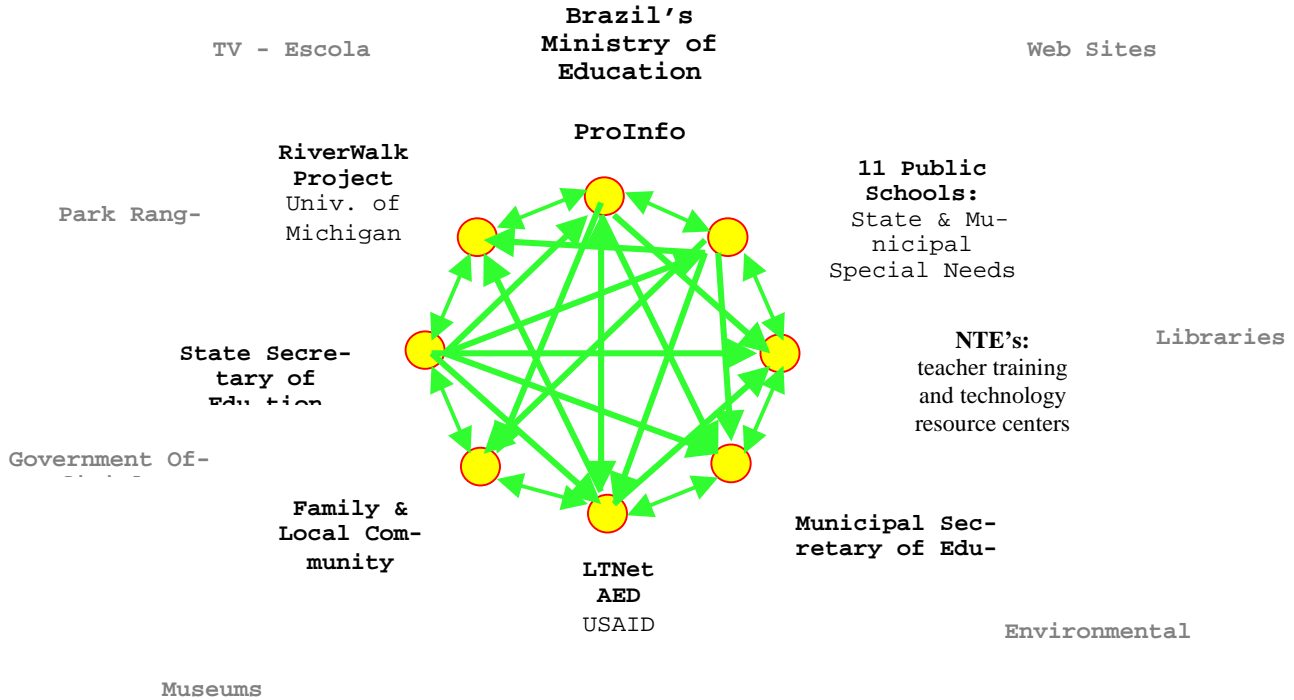 Brazil's
Ministry of
Education
TV - Escola
Web Sites
ProInfo
RiverWalk
Project
Univ. of
Michigan
11 Public
Schools:
State & Mu-
nicipal
Special Needs
Park Rang-
NTE's:
teacher training
and technology
resource centers
Libraries
State Secre-
tary of
Government Of-
Family &
Local Com-
munity
Municipal Sec-
retary of Edu-
LTNet
AED
USAID
Environmental
Museums